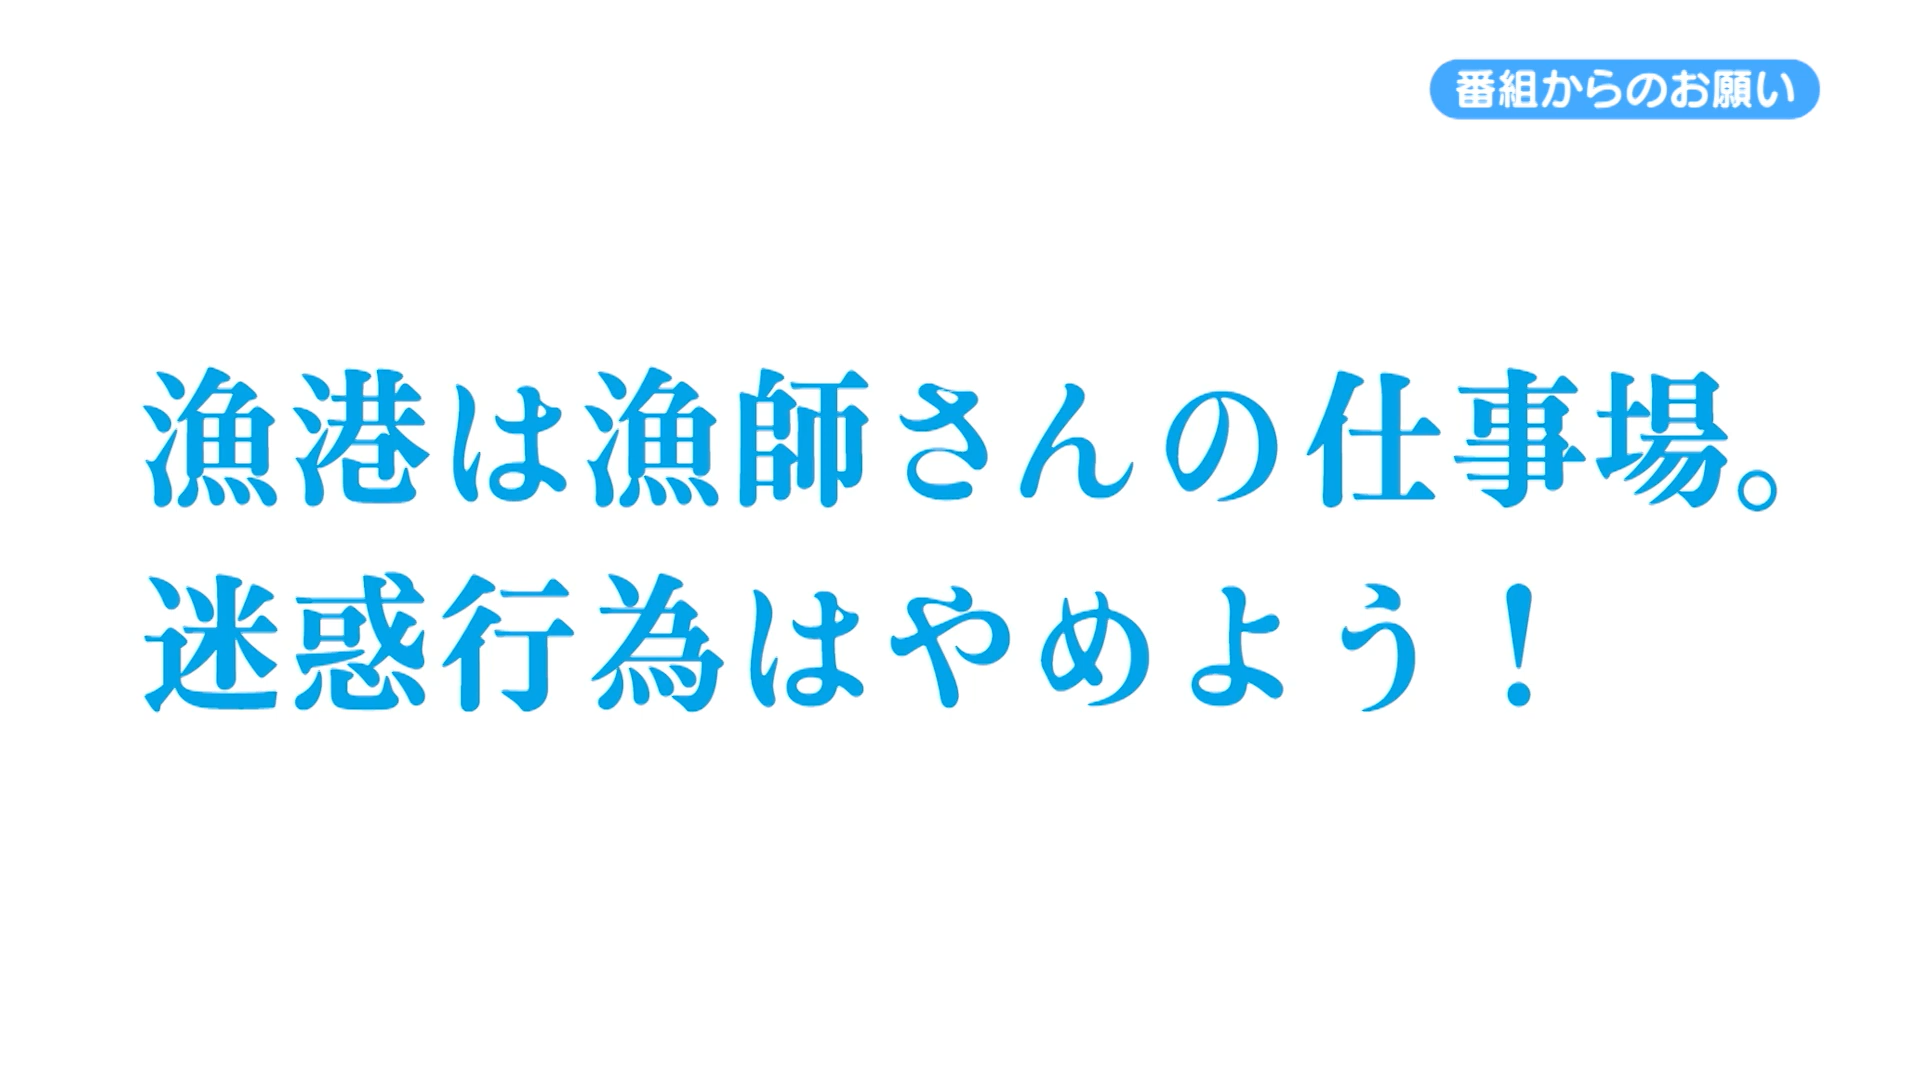 番組からのお願い
漁港は漁師さんの仕事場。
迷惑行為はやめよう！